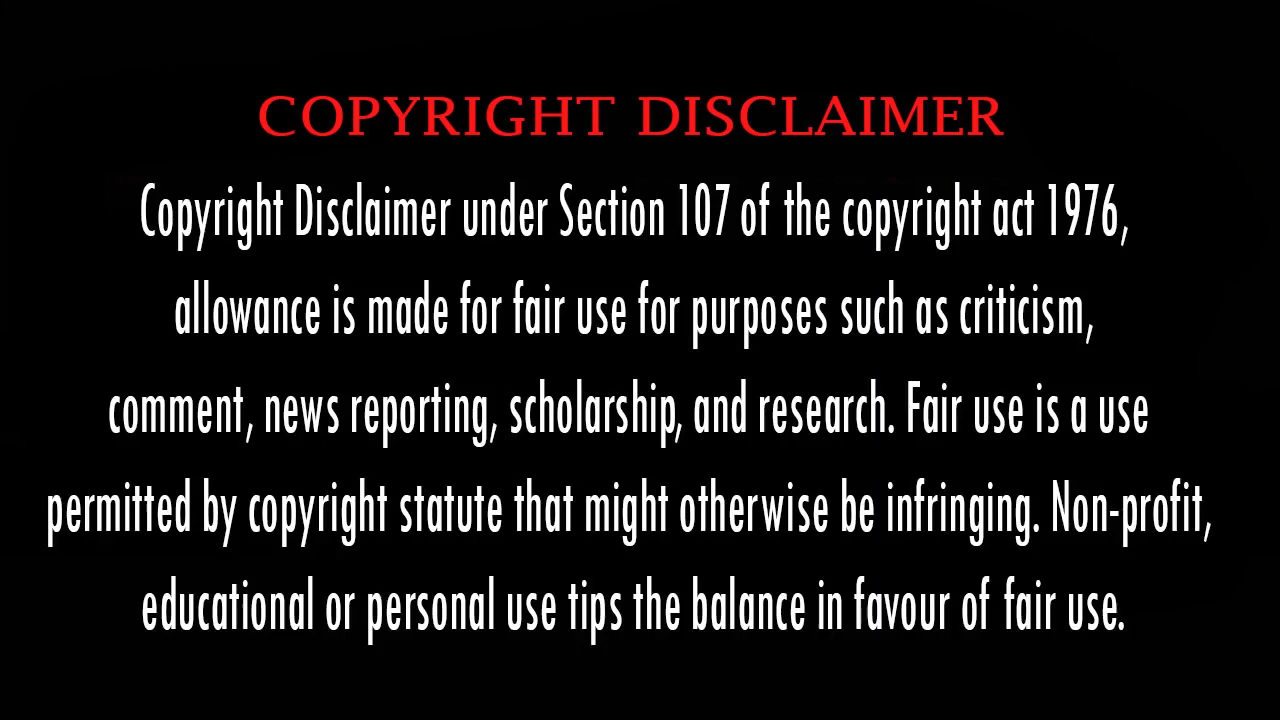 COPYRIGHT DISCLAIMER
Copyright Disclaimer under Section 107 of the copyright act 1976,
allowance is made for fair use for purposes such as criticism,
comment, news reporting, scholarship, and research. Fair use is a use
permitted by copyright statute that might otherwise be infringing. Non-profit,
educational or personal use tips the balance in favour of fair use.